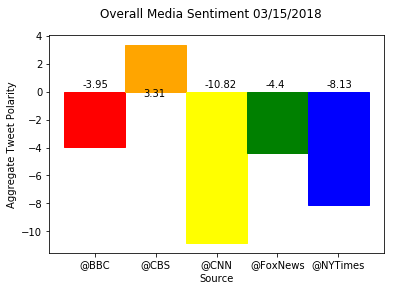 Overall Media Sentiment 03/15/2018
Aggregate Tweet Polarity
4
2
0
−2
−4
−6
−8
−10
-3.95
3.31
-10.82
-4.4
-8.13
@BBC
@CBS
@CNN
@FoxNews
@NYTimes
Source